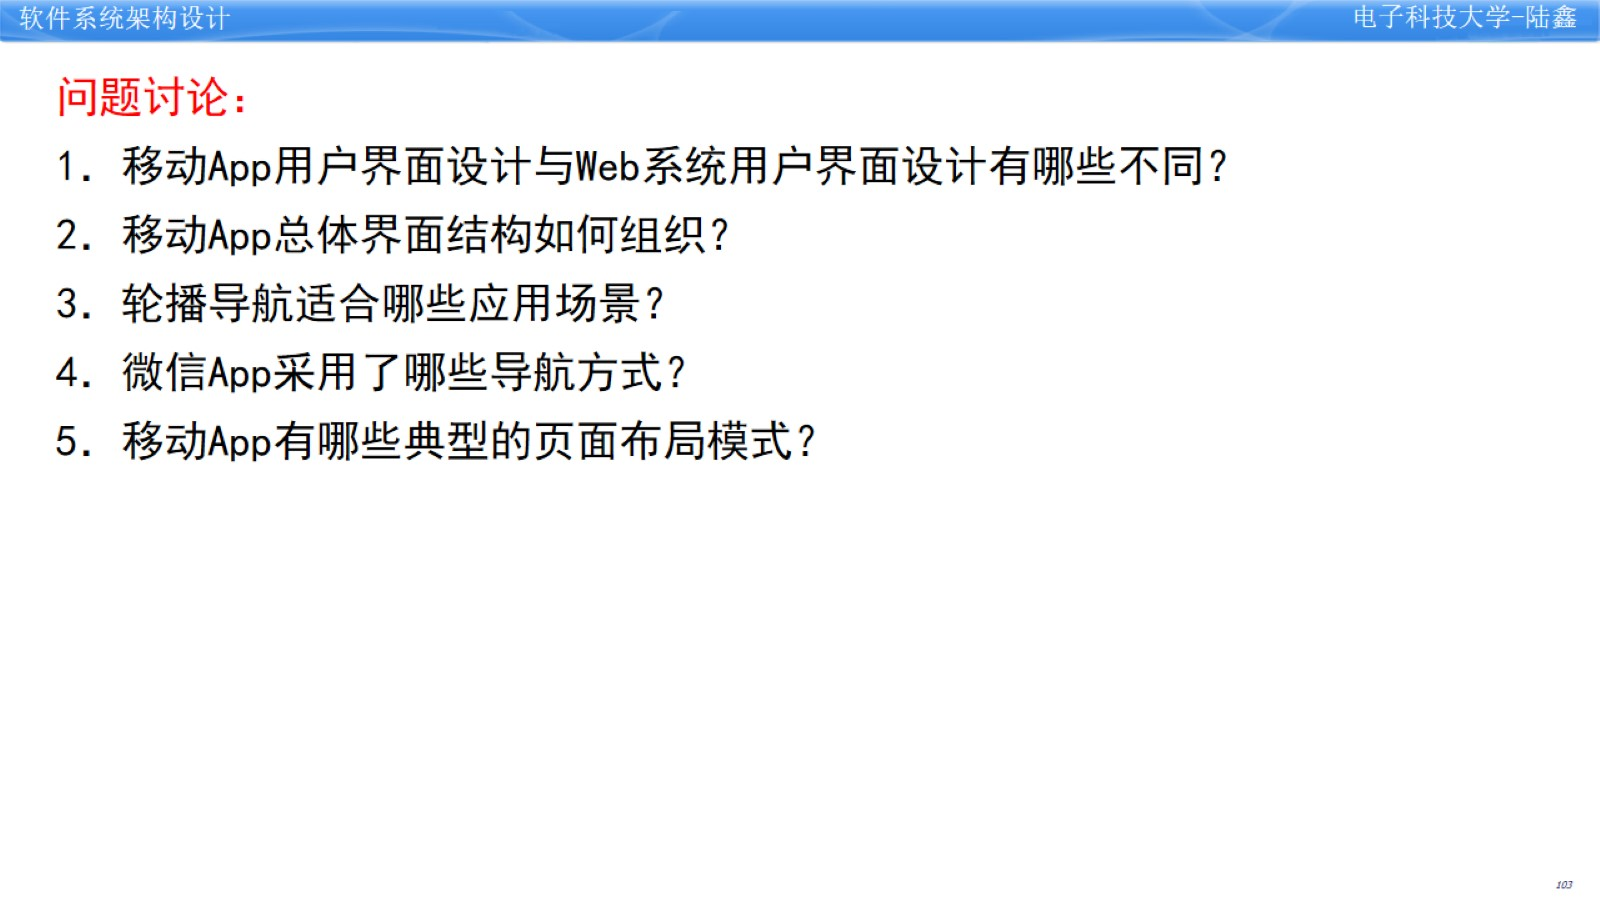 软件系统架构设计
电子科技大学-陆鑫
问题讨论：
1．移动App用户界面设计与Web系统用户界面设计有哪些不同？
2．移动App总体界面结构如何组织？
3．轮播导航适合哪些应用场景？
4．微信App采用了哪些导航方式？
5．移动App有哪些典型的页面布局模式？
103